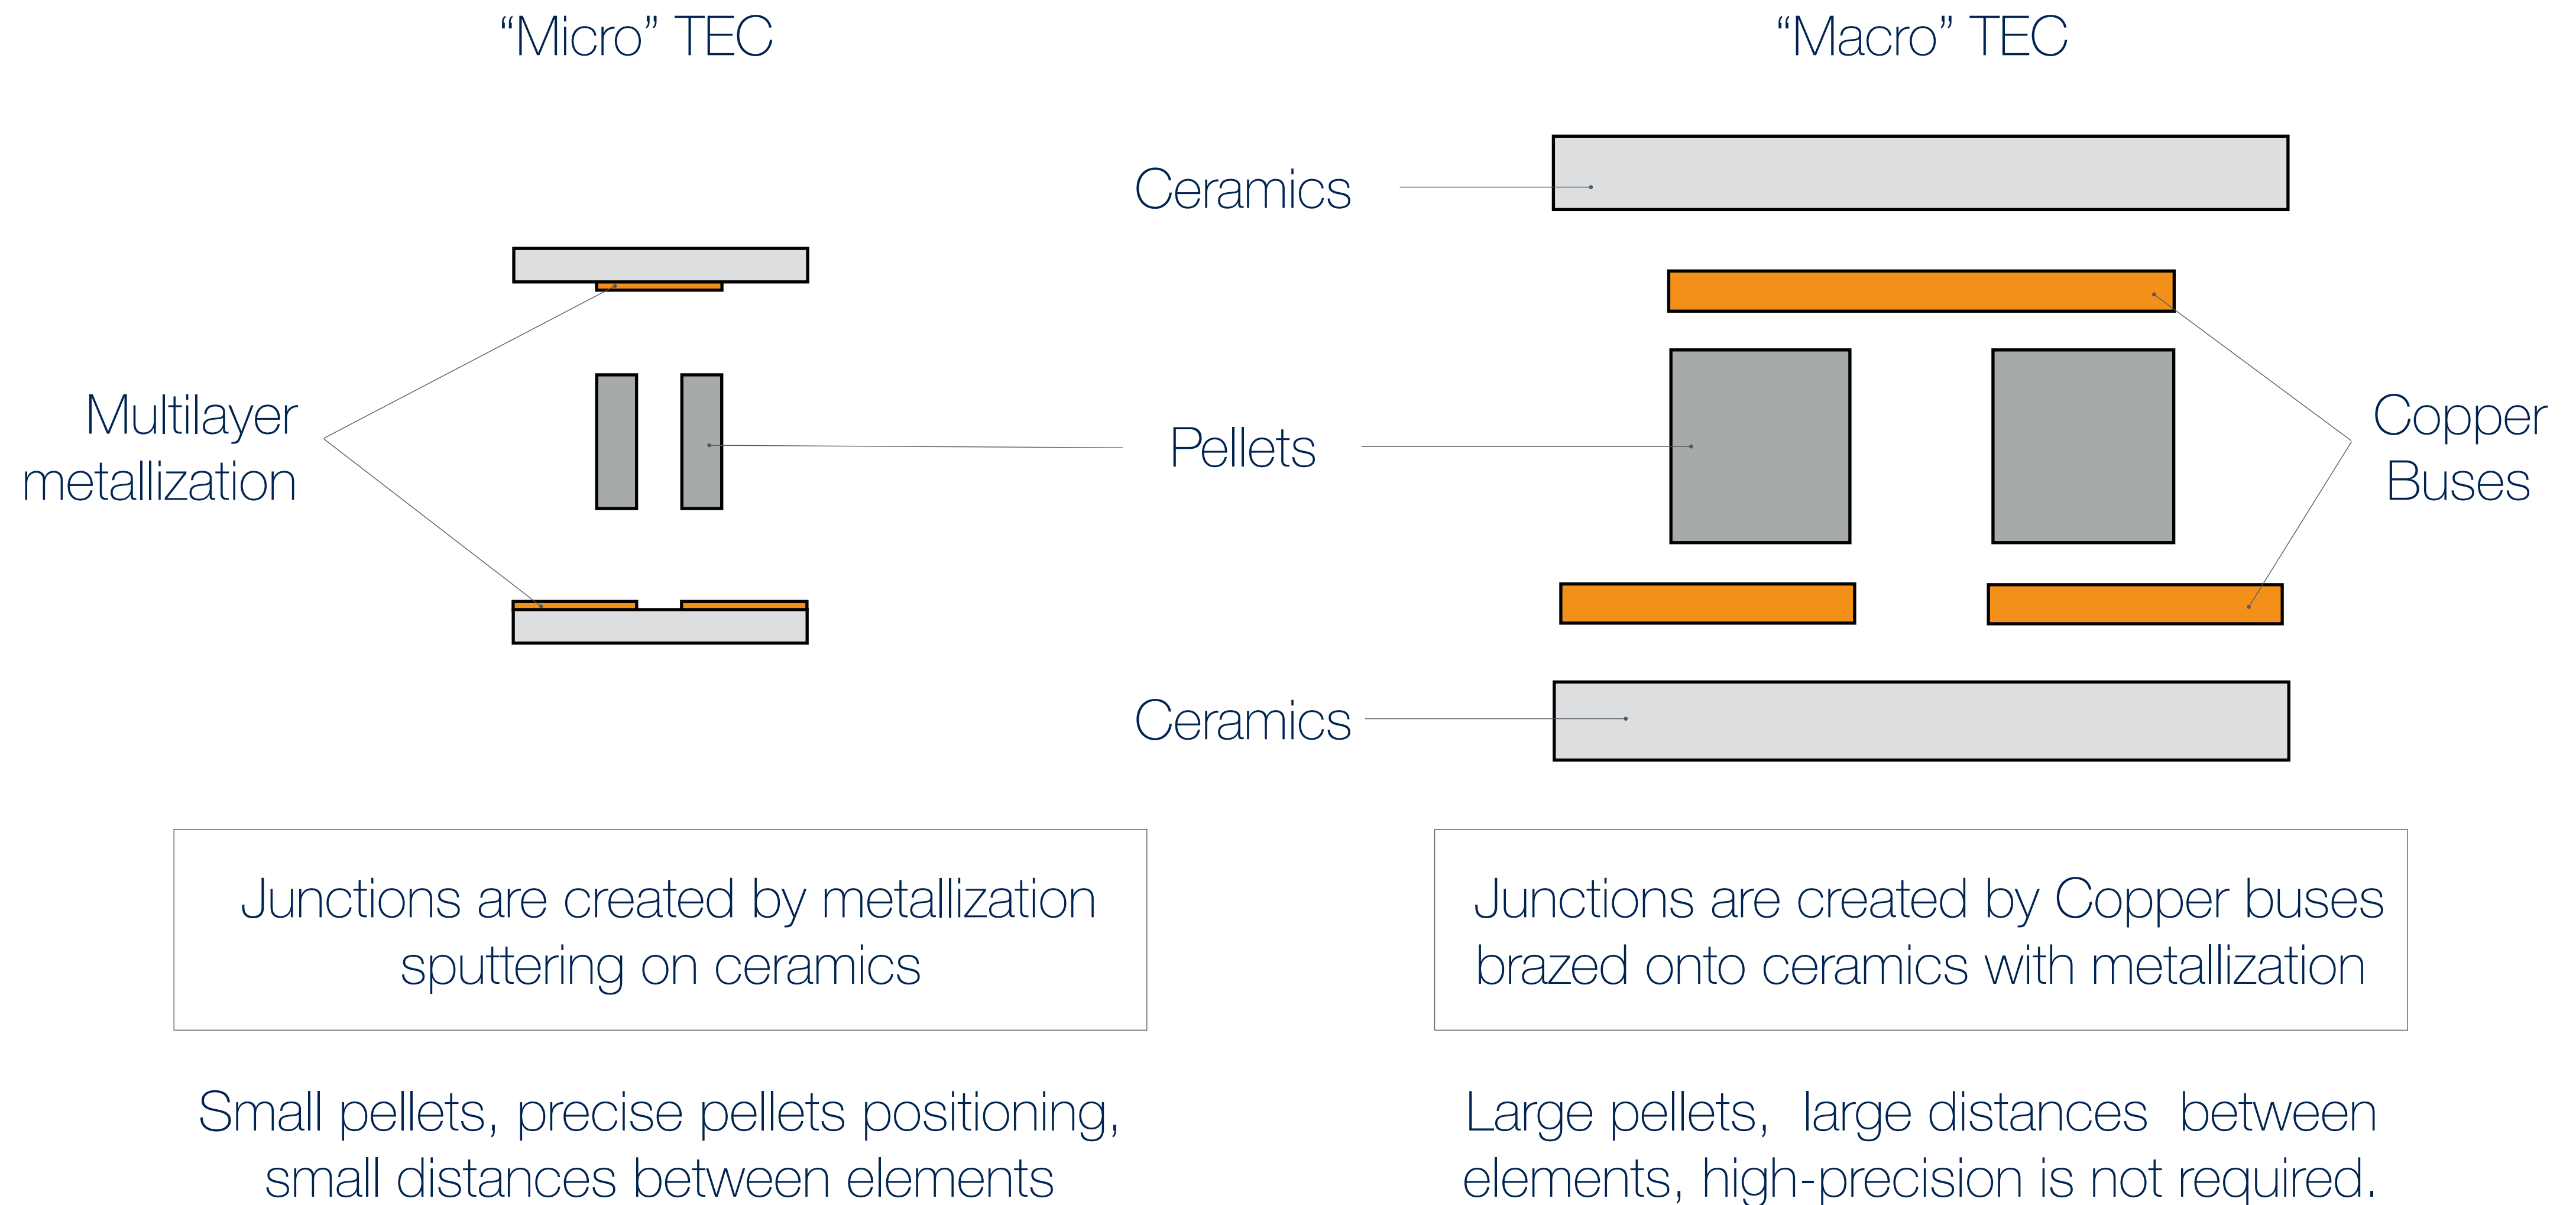 “Micro” TEC
“Macro” TEC
Ceramics
Multilayer
metallization
Pellets
Copper
Buses
Ceramics
Junctions are created by metallization
sputtering on ceramics
Junctions are created by Copper buses
brazed onto ceramics with metallization
Small pellets, precise pellets positioning,
small distances between elements
Large pellets,  large distances  between
elements, high-precision is not required.